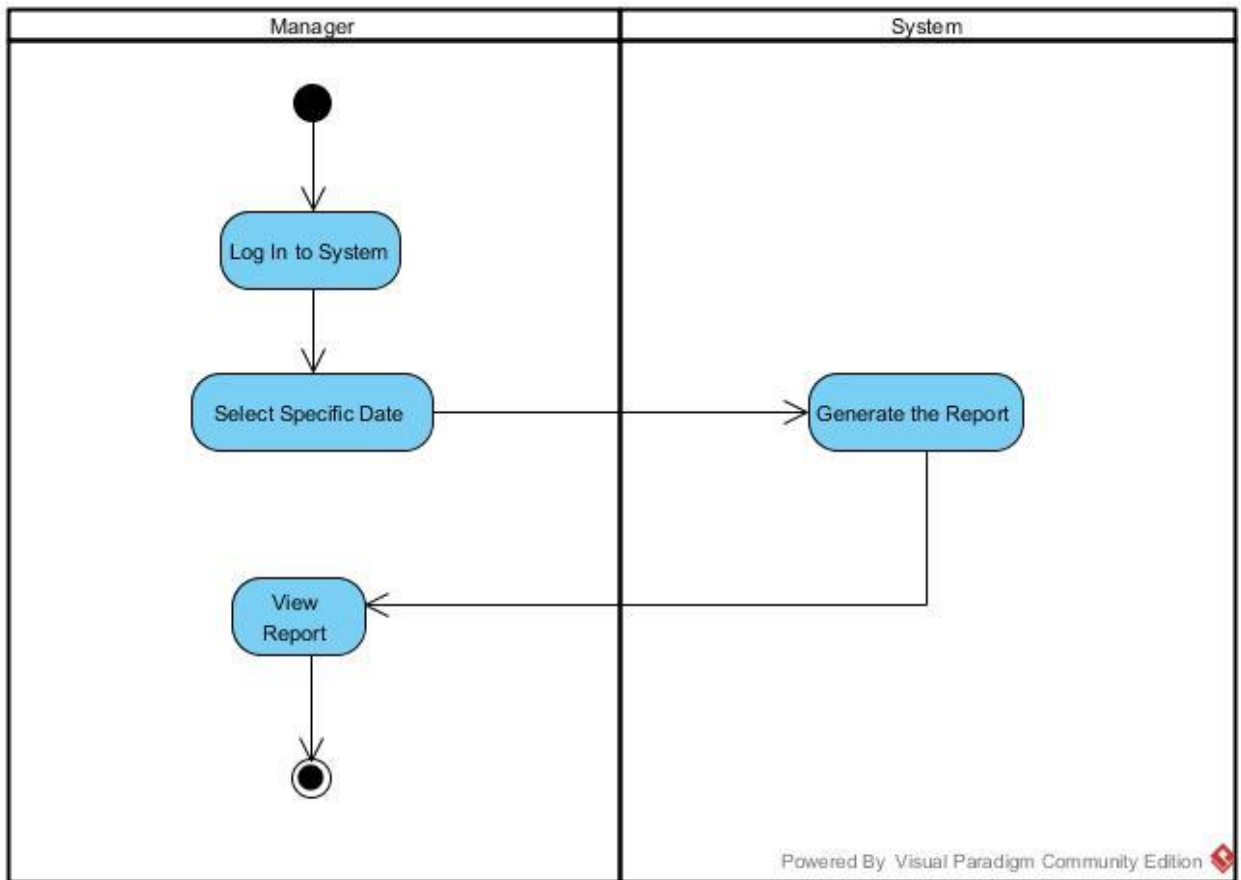 Manager
System
Log In to System
Select Specific Date
Generate the Report
View
Report
Powered By Visual Paradigm Community Edition